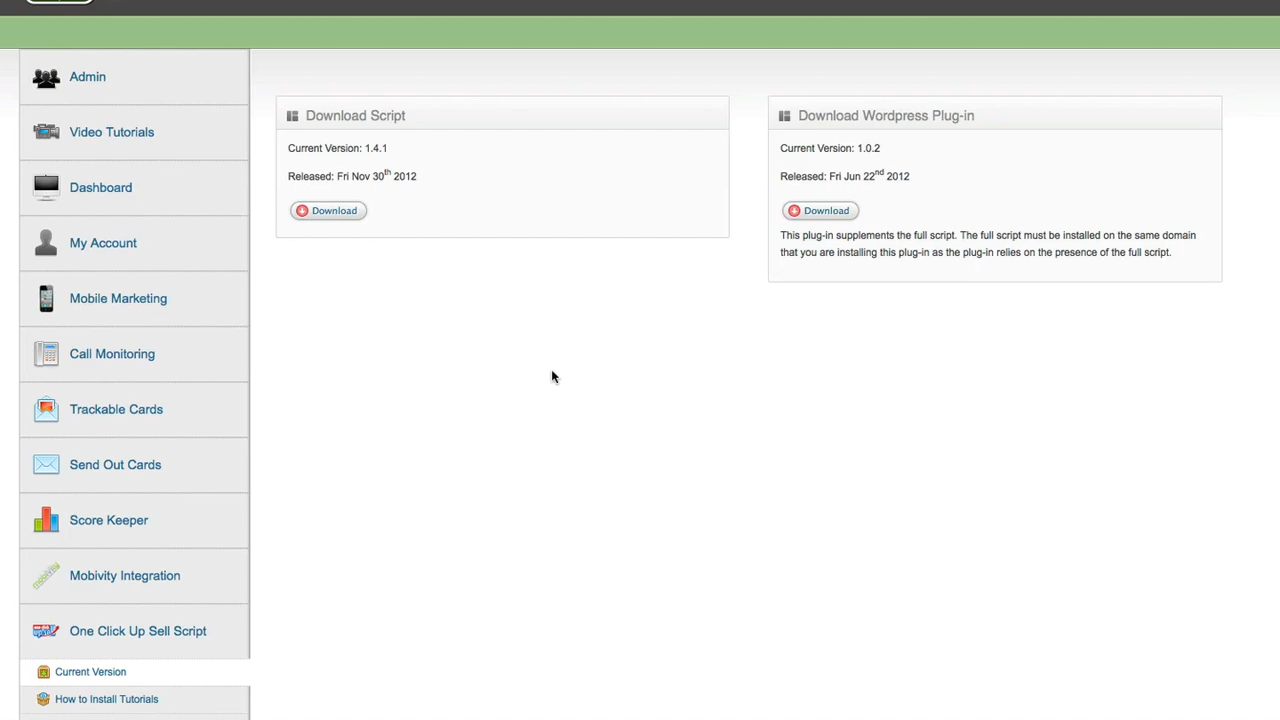 Admin
Video Tutorials
Dashboard
My Account
Mobile Marketing
Call Monitoring
Trackable Cards
Send Out Cards
Score Keeper
Mobivity Integration
One Click Up Sell Script
Current Version
How to Install Tutorials
Download Script
Current Version: 1.4.1
Released: Fri Nov 30th 2012
Download
Download Wordpress Plug-in
Current Version: 1.0.2
Released: Fri Jun 22nd 2012
Download
This plug-in supplements the full script. The full script must be installed on the same domain
that you are installing this plug-in as the plug-in relies on the presence of the full script.